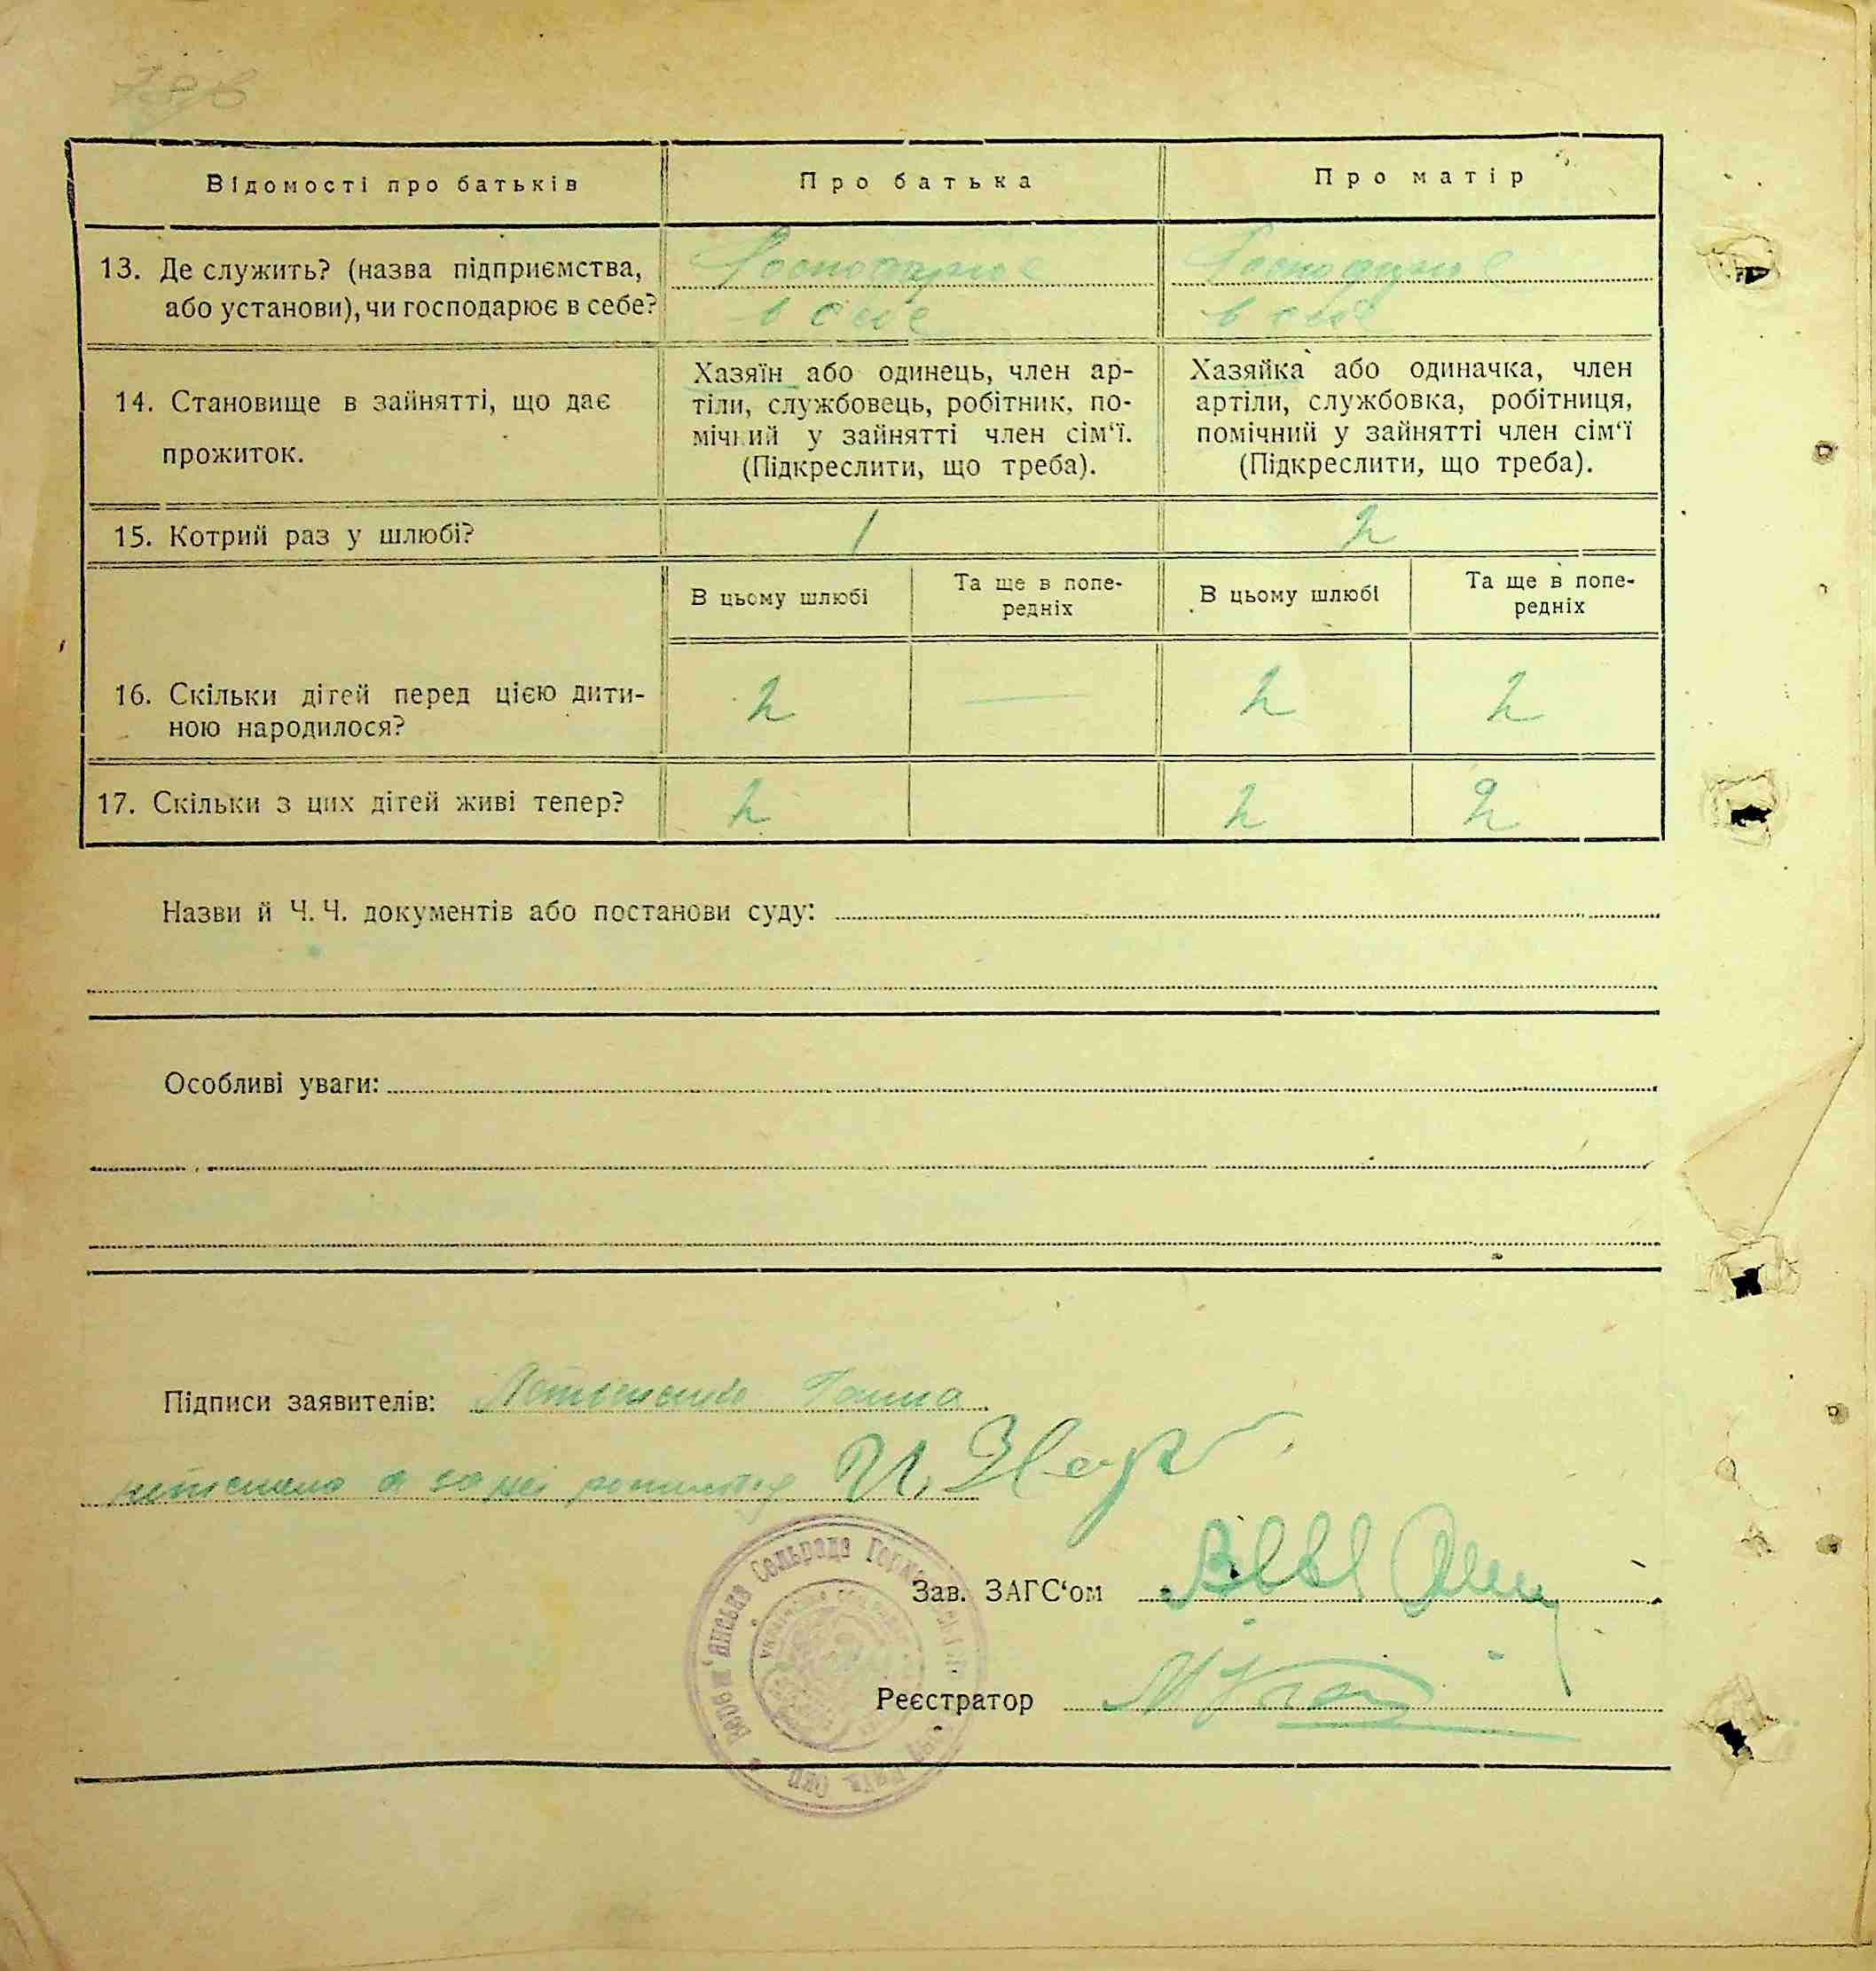 Відомості про батьків
Про батька
Про матір
13. Де служить? (назва підприємства,
або установи), чи господарює в себе?
Господарює
в себе
Господарює
в себе
14. Становище в зайнятті, що дає
прожиток.
Хазяїн або одинець, член ар-
тіли, службовець, робітник, по-
мічний у зайнятті член сім‘ї.
(Підкреслити, що треба).
Хазяйка або одиначка, член
артіли, службовка, робітниця,
помічний у зайнятті член сім‘ї
(Підкреслити, що треба).
15. Котрий раз у шлюбі?
1
2
В цьому шлюбі
Та ще в попе-
редніх
В цьому шлюбі
Та ще в попе-
редніх
16. Скільки дітей перед цією дити-
ною народилося?
2
—
2
2
17. Скільки з цих дітей живі тепер?
2
2
2
Назви й Ч. Ч. документів або постанови суду:
Особливі уваги:
Підписи заявителів:
Ганна
Зав. ЗАГС‘ом
Реєстратор
Сельрада